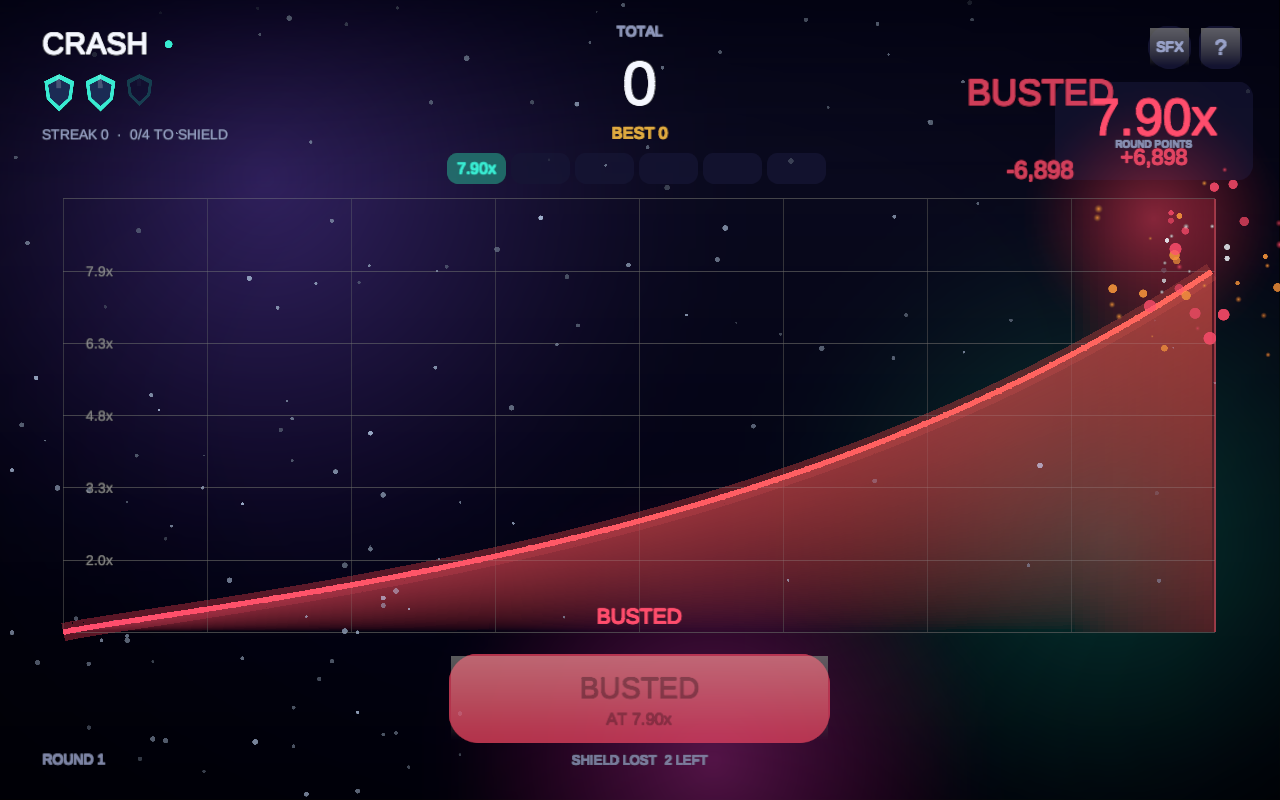 CRASH
TOTAL
SFX
?
0
BUSTED
7.90x
ROUND POINTS
+6,898
-6,898
STREAK 0 · 0/4 TO SHIELD
BEST 0
7.90x
7.9x
6.3x
4.8x
3.3x
2.0x
BUSTED
BUSTED
AT 7.90x
ROUND 1
SHIELD LOST 2 LEFT